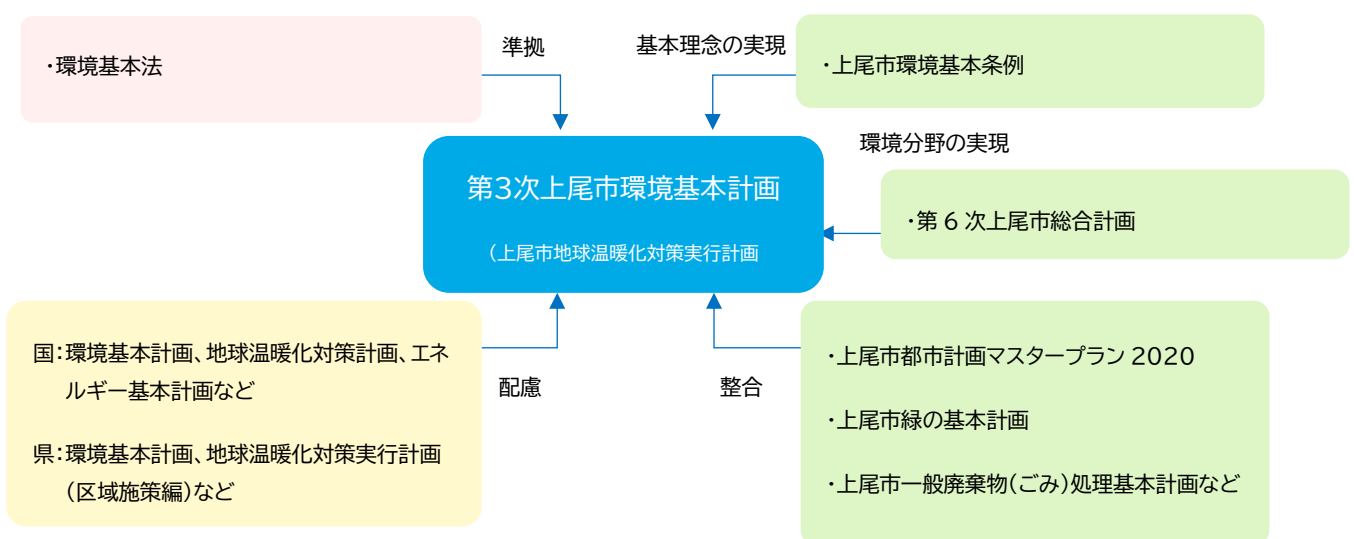 ・環境基本法
準拠
基本理念の実現
・上尾市環境基本条例
環境分野の実現
第3次上尾市環境基本計画
(上尾市地球温暖化対策実行計画
・第6次上尾市総合計画
国:環境基本計画、地球温暖化対策計画、エネ
ルギー基本計画など
県:環境基本計画、地球温暖化対策実行計画
(区域施策編)など
配慮
整合
・上尾市都市計画マスタープラン 2020
・上尾市緑の基本計画
・上尾市一般廃棄物(ごみ)処理基本計画など